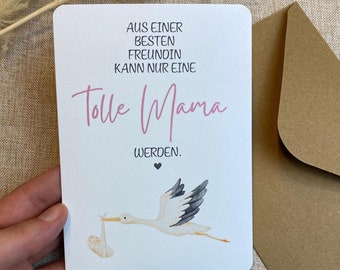 AUS EINER
BESTEN
FREUNDIN
KANN NUR EINE
Tolle Mama
WERDEN.